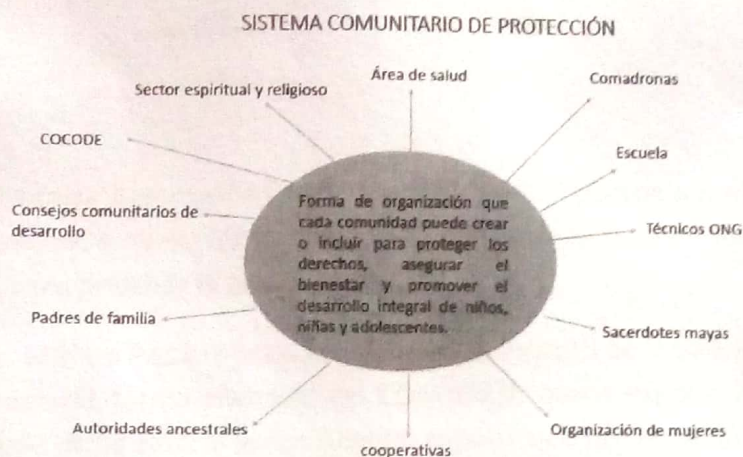 SISTEMA COMUNITARIO DE PROTECCIÓN
Área de salud
Comadronas
Sector espiritual y religioso
COCODE
Escuela
Forma de organización que
cada comunidad puede crear
o incluir para proteger los
derechos, asegurar el
bienestar y promover el
desarrollo integral de niños,
niñas y adolescentes.
Consejos comunitarios de
desarrollo
Técnicos ONG
Padres de familia
Sacerdotes mayas
Autoridades ancestrales
cooperativas
Organización de mujeres